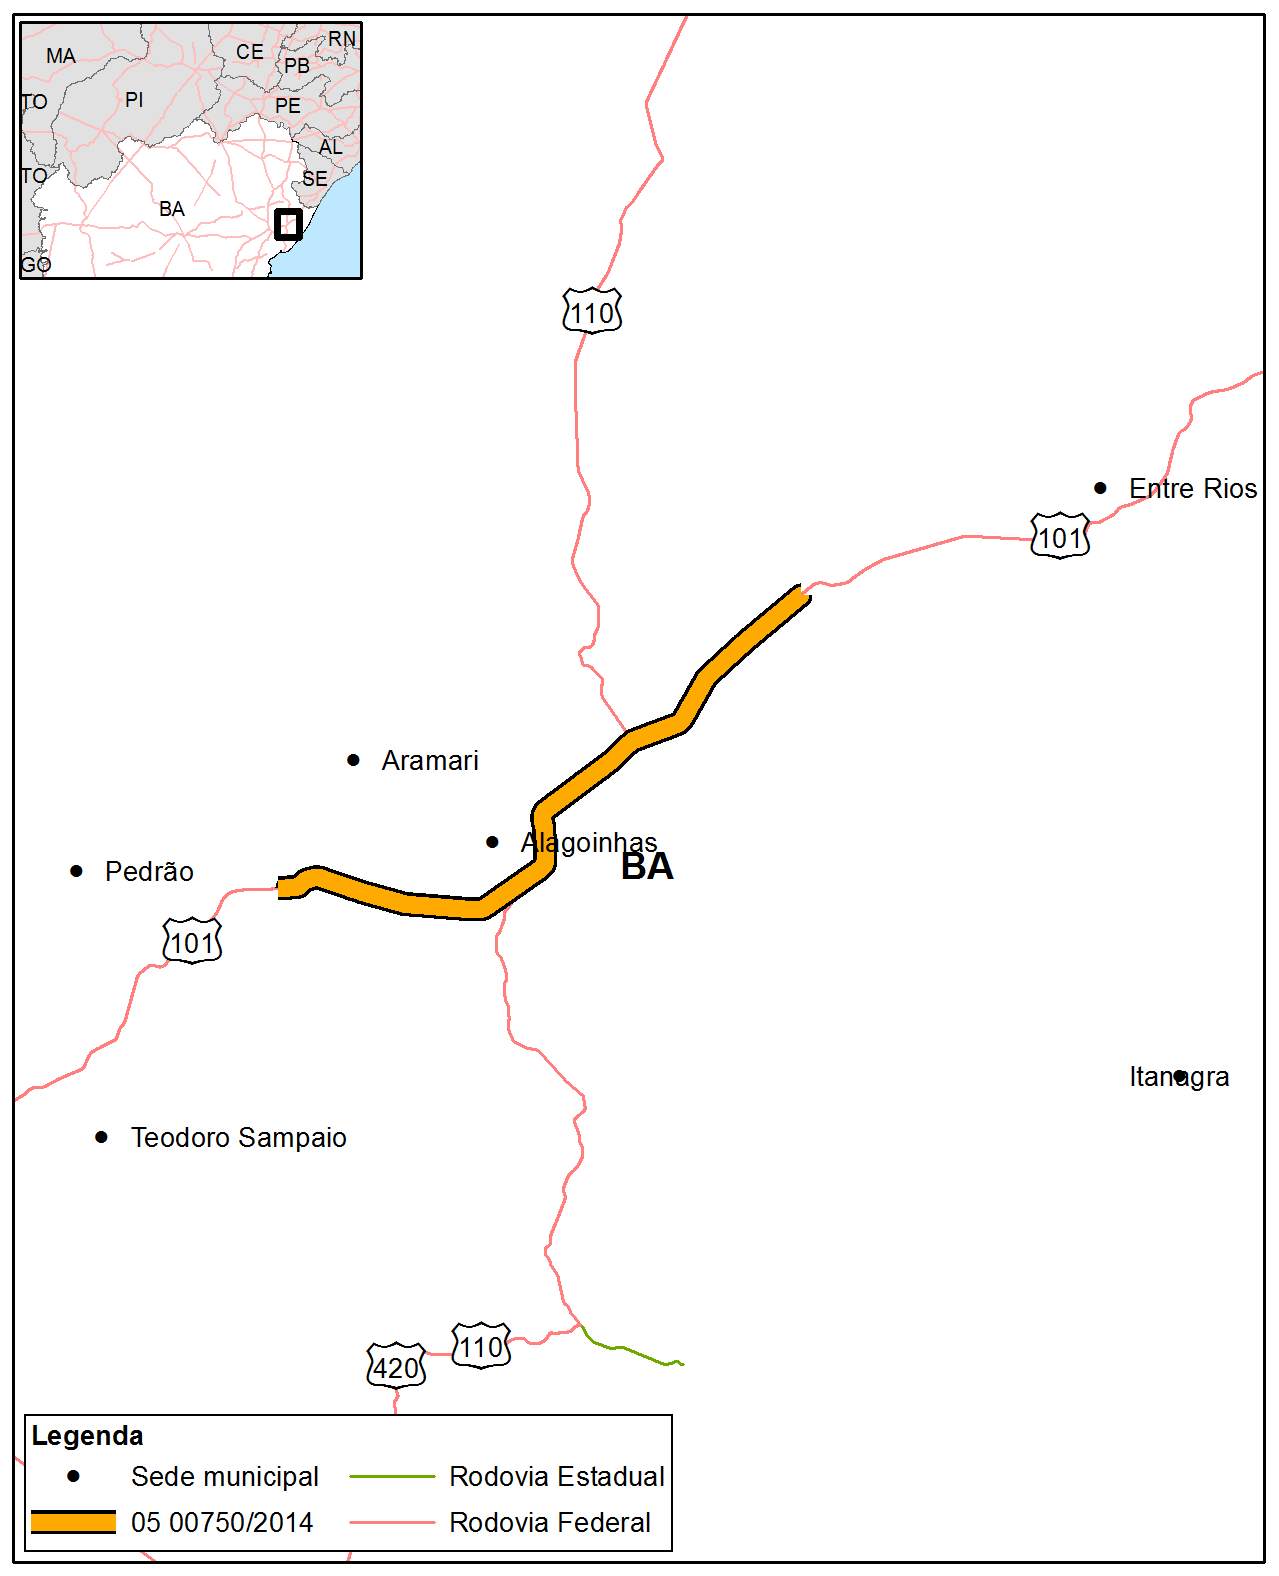 MA
CE
RN
PB
TO
PI
PE
AL
TO
SE
BA
GO
110
Entre Rios
101
Aramari
Alagoinhas
BA
Pedrão
101
Itanagra
Teodoro Sampaio
110
420
Legenda
Sede municipal
Rodovia Estadual
05 00750/2014
Rodovia Federal